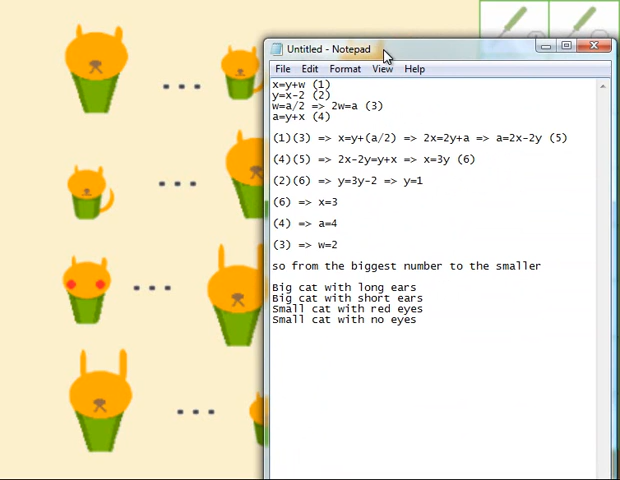 Untitled - Notepad
File Edit Format View Help
x=y+w (1)
y=x-2 (2)
w=a/2 => 2w=a (3)
a=y+x (4)
(1)(3) => x=y+(a/2) => 2x=2y+a => a=2x-2y (5)
(4)(5) => 2x-2y=y+x => x=3y (6)
(2)(6) => y=3y-2 => y=1
(6) => x=3
(4) => a=4
(3) => w=2
so from the biggest number to the smaller
Big cat with long ears
Big cat with short ears
Small cat with red eyes
Small cat with no eyes